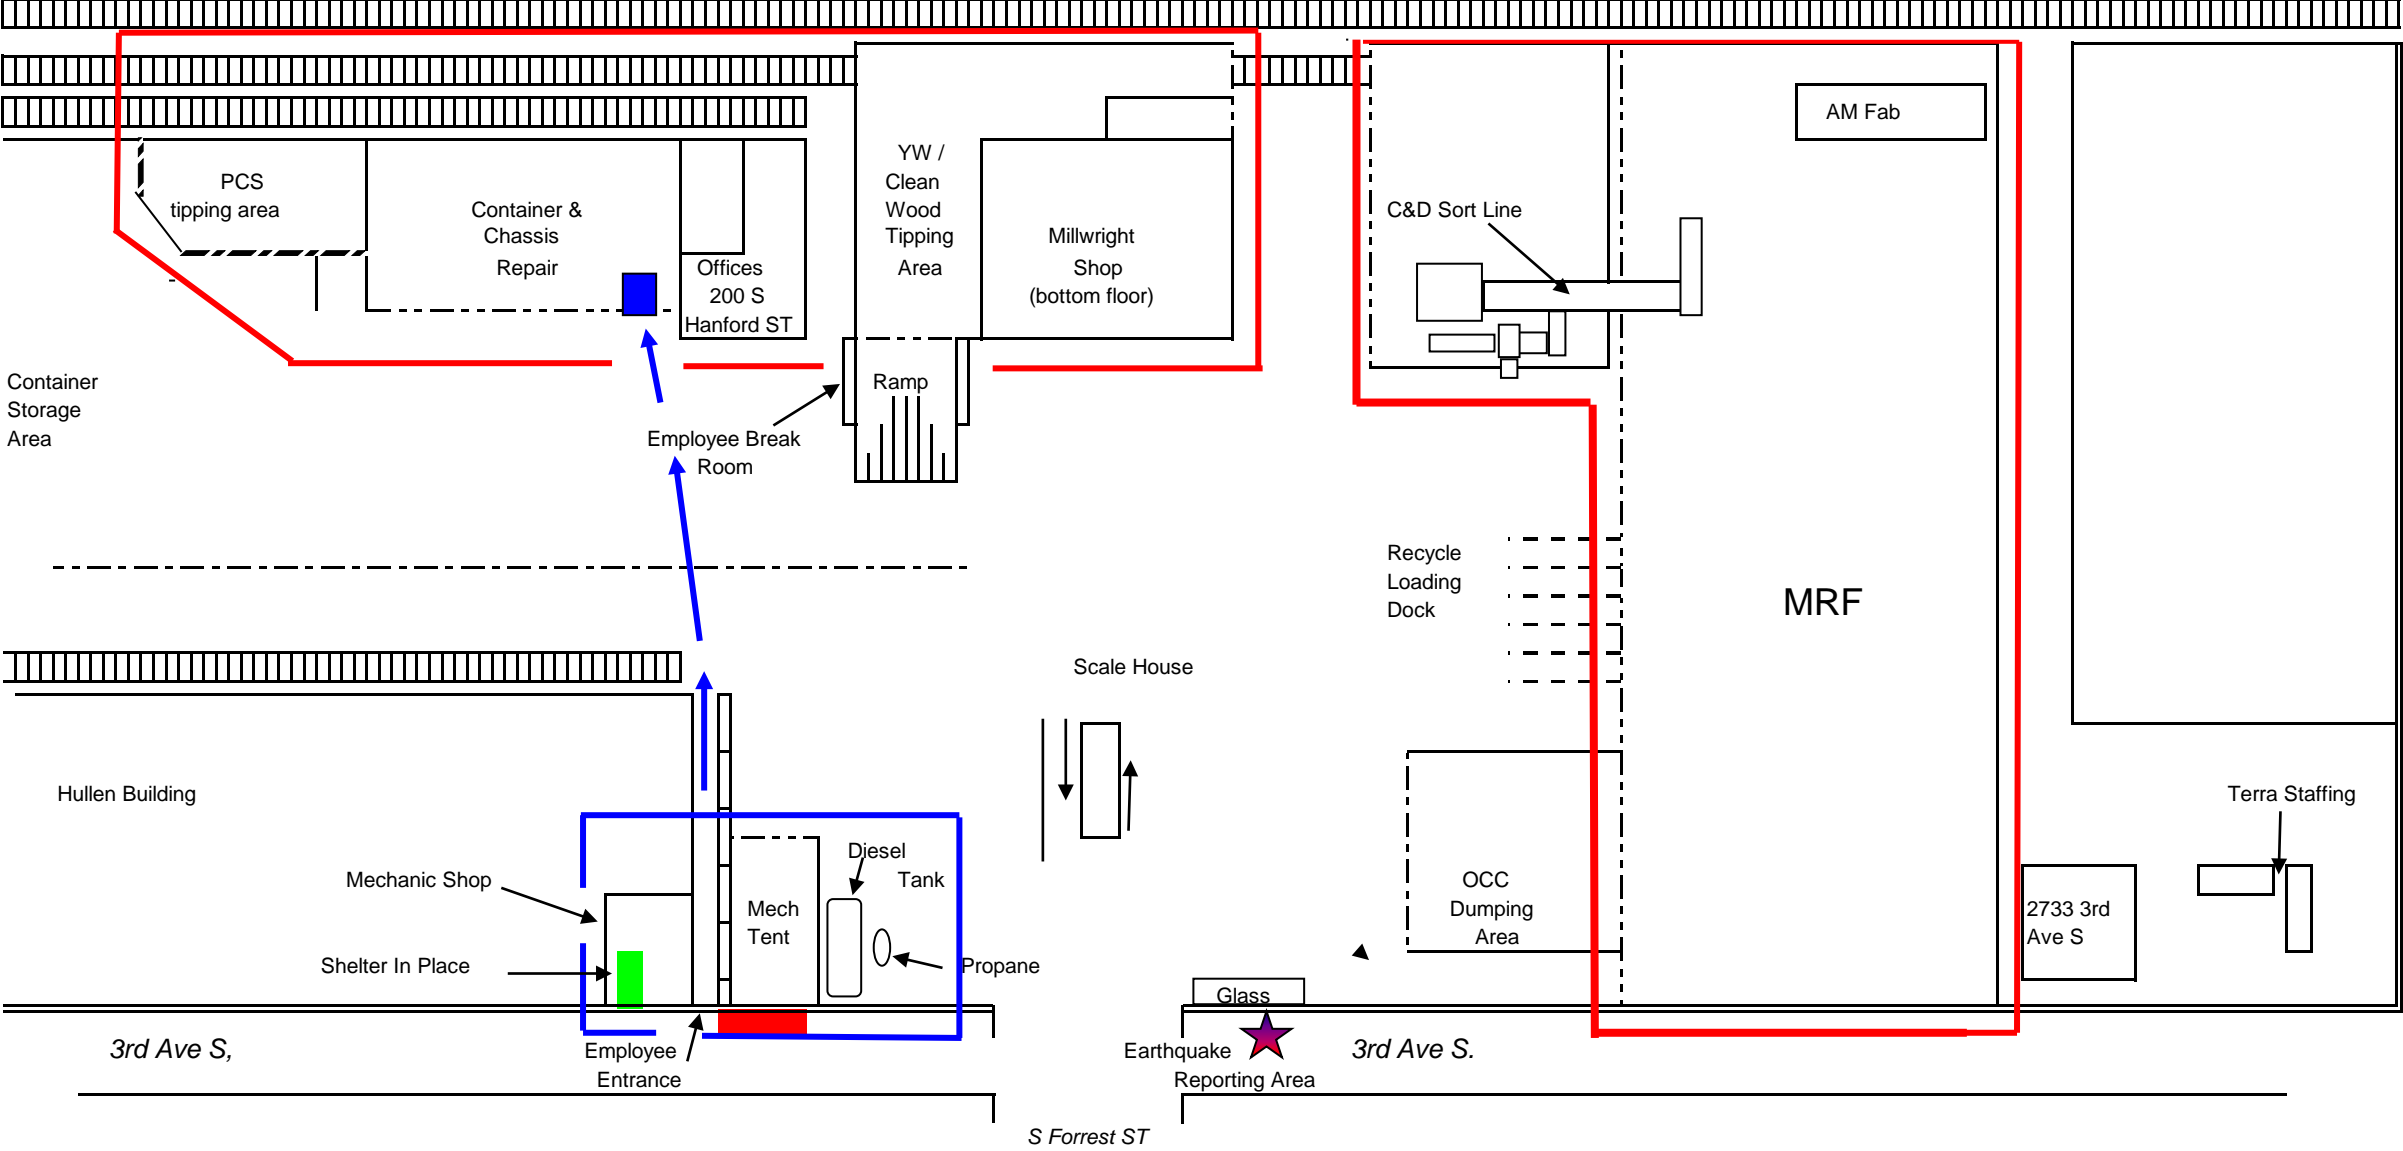 AM Fab
PCS
tipping area
Container &
Chassis
Repair
Offices
200 S
Hanford ST
YW /
Clean
Wood
Tipping
Area
Millwright
Shop
(bottom floor)
C&D Sort Line
Container
Storage
Area
Ramp
Employee Break
Room
Recycle
Loading
Dock
MRF
Scale House
Hullen Building
Terra Staffing
Mechanic Shop
Diesel
Tank
Mech
Tent
OCC
Dumping
Area
2733 3rd
Ave S
Shelter In Place
Propane
Glass
3rd Ave S,
Employee
Entrance
Earthquake
Reporting Area
3rd Ave S.
S Forrest ST